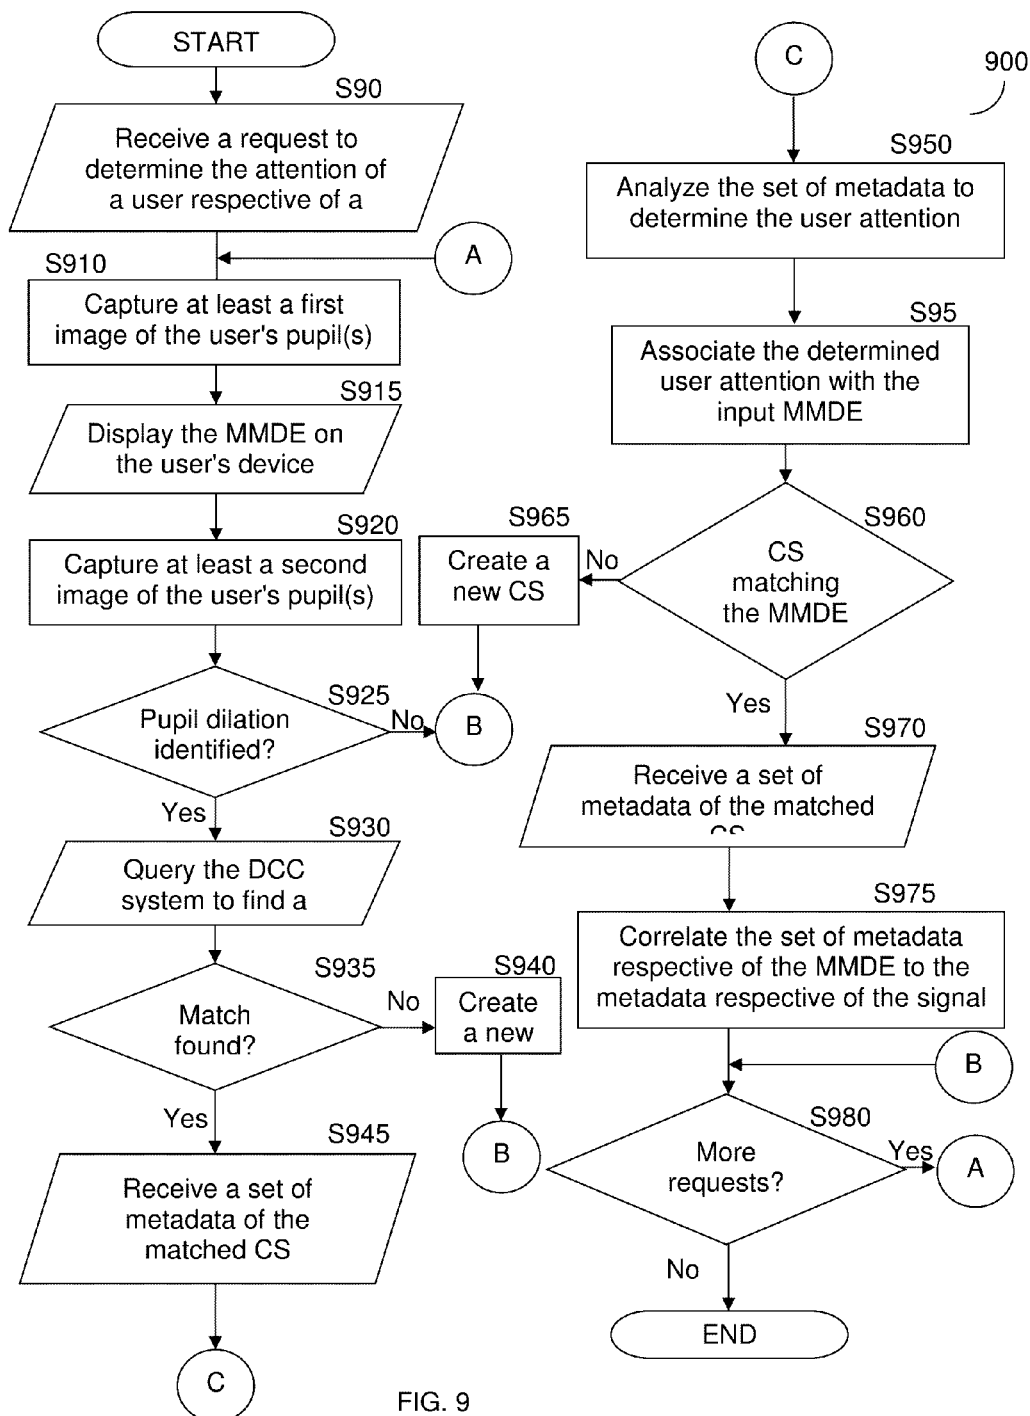 START
S90
Receive a request to
determine the attention of
a user respective of a
A
S910
Capture at least a first
image of the user's pupil(s)
S915
Display the MMDE on
the user's device
S920
Capture at least a second
image of the user's pupil(s)
S925
Pupil dilation
identified?
No
B
Yes
S930
Query the DCC
system to find a
S935
Match
found?
No
S940
Create
a new
B
Yes
S945
Receive a set of
metadata of the
matched CS
C
C
900
S950
Analyze the set of metadata to
determine the user attention
S95
Associate the determined
user attention with the
input MMDE
S960
CS
matching
the MMDE
No
S965
Create a
new CS
Yes
S970
Receive a set of
metadata of the matched
S975
Correlate the set of metadata
respective of the MMDE to the
metadata respective of the signal
B
S980
More
requests?
Yes
A
No
END
FIG. 9